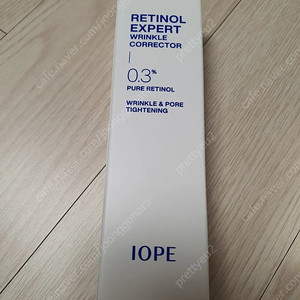 RETINOL
EXPERT
WRINKLE
CORRECTOR
0.3%
PURE RETINOL
WRINKLE & PORE
TIGHTENING
IOPE